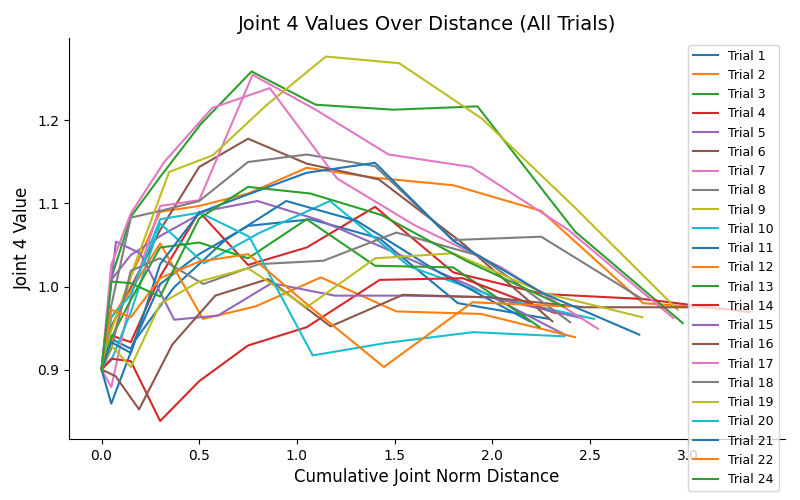 Joint 4 Values Over Distance (All Trials)
Joint 4 Value
1.2
1.1
1.0
0.9
0.0
0.5
1.0
1.5
2.0
2.5
3.0
Cumulative Joint Norm Distance
Trial 1
Trial 2
Trial 3
Trial 4
Trial 5
Trial 6
Trial 7
Trial 8
Trial 9
Trial 10
Trial 11
Trial 12
Trial 13
Trial 14
Trial 15
Trial 16
Trial 17
Trial 18
Trial 19
Trial 20
Trial 21
Trial 22
Trial 24